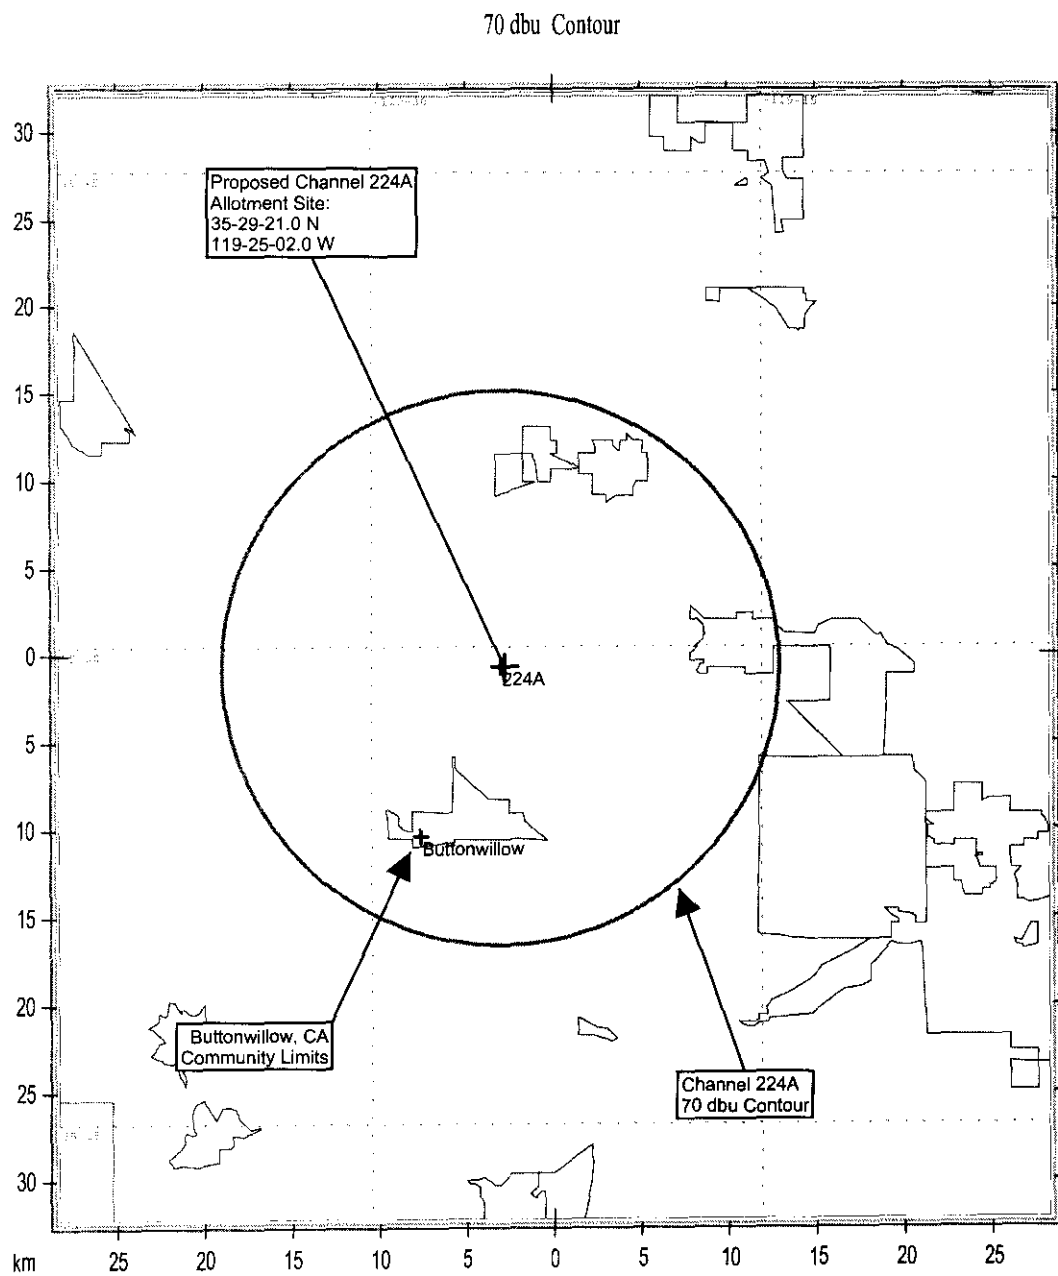 70 dbu Contour
30
25
20
15
10
5
0
5
10
15
20
25
30
Proposed Channel 224A
Allotment Site:
35-29-21.0 N
119-25-02.0 W
224A
Buttonwillow
Buttonwillow, CA
Community Limits
Channel 224A
70 dbu Contour
km 25 20 15 10 5 0 5 10 15 20 25